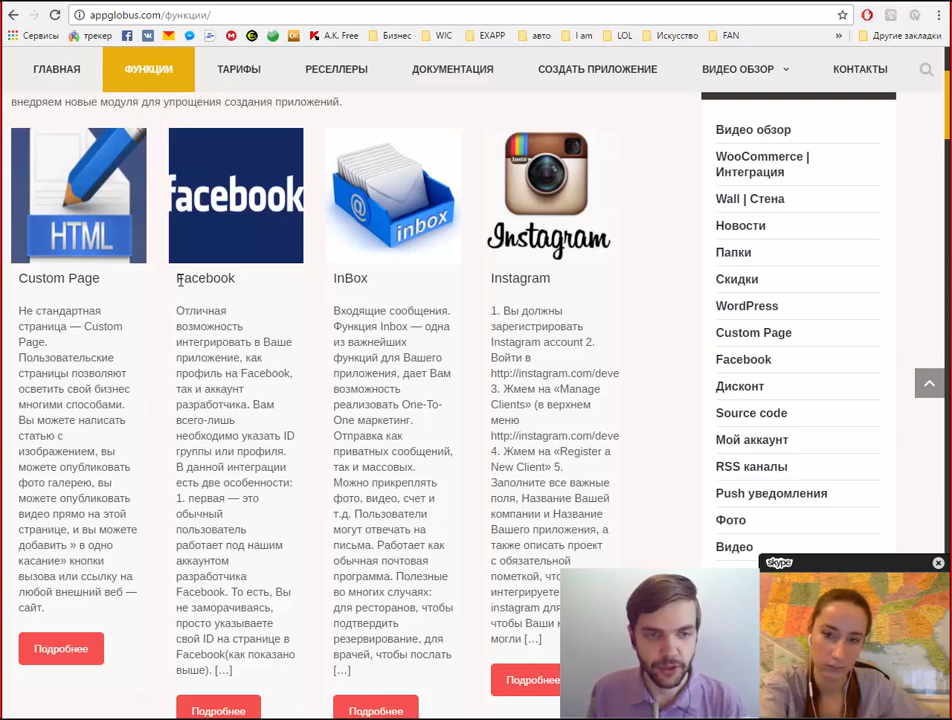 appglobus.com/функции/
Сервисы трекер A.K. Free Бизнес WIC EXAPP авто I am LOL Искусство FAN » Другие закладки
ГЛАВНАЯ ФУНКЦИИ ТАРИФЫ РЕСЕЛЛЕРЫ ДОКУМЕНТАЦИЯ СОЗДАТЬ ПРИЛОЖЕНИЕ ВИДЕО ОБЗОР КОНТАКТЫ
внедряем новые модуля для упрощения создания приложений.
HTML
Custom Page
Не стандартная
страница — Custom
Page.
Пользовательские
страницы позволяют
осветить свой бизнес
многими способами.
Вы можете написать
статью с
изображением, вы
можете опубликовать
фото галерею, вы
можете опубликовать
видео прямо на этой
странице, и вы можете
добавить » в одно
касание» кнопки
вызова или ссылку на
любой внешний веб —
сайт.
Подробнее
facebook
Facebook
Отличная
возможность
интегрировать в Ваше
приложение, как
профиль на Facebook,
так и аккаунт
разработчика. Вам
всего-лишь
необходимо указать ID
группы или профиля.
В данной интеграции
есть две особенности:
1. первая — это
обычный
пользователь
работает под нашим
аккаунтом
разработчика
Facebook. То есть, Вы
не заморачиваясь,
просто указываете
свой ID на странице в
Facebook(как показано
выше). […]
Подробнее
@ inbox
InBox
Входящие сообщения.
Функция Inbox — одна
из важнейших
функций для Вашего
приложения, дает Вам
возможность
реализовать One-To-
One маркетинг.
Отправка как
приватных сообщений,
так и массовых.
Можно прикреплять
фото, видео, счет и
т.д. Пользователи
могут отвечать на
письма. Работает как
обычная почтовая
программа. Полезные
во многих случаях:
для ресторанов, чтобы
подтвердить
резервирование, для
врачей, чтобы послать
[…]
Подробнее
Instagram
Instagram
1. Вы должны
зарегистрировать
Instagram account 2.
Войти в
http://instagram.com/deve
3. Жмем на «Manage
Clients» (в верхнем
меню
http://instagram.com/deve
4. Жмем на «Register a
New Client» 5.
Заполните все важные
поля, Название Вашей
компании и Название
Вашего приложения, а
также описать проект
с обязательной
пометкой, что
интегрируете
instagram для
чтобы Ваши к
могли […]
Подробнее
Видео обзор
WooCommerce |
Интеграция
Wall | Стена
Новости
Папки
Скидки
WordPress
Custom Page
Facebook
Дисконт
Source code
Мой аккаунт
RSS каналы
Push уведомления
Фото
Видео
skype